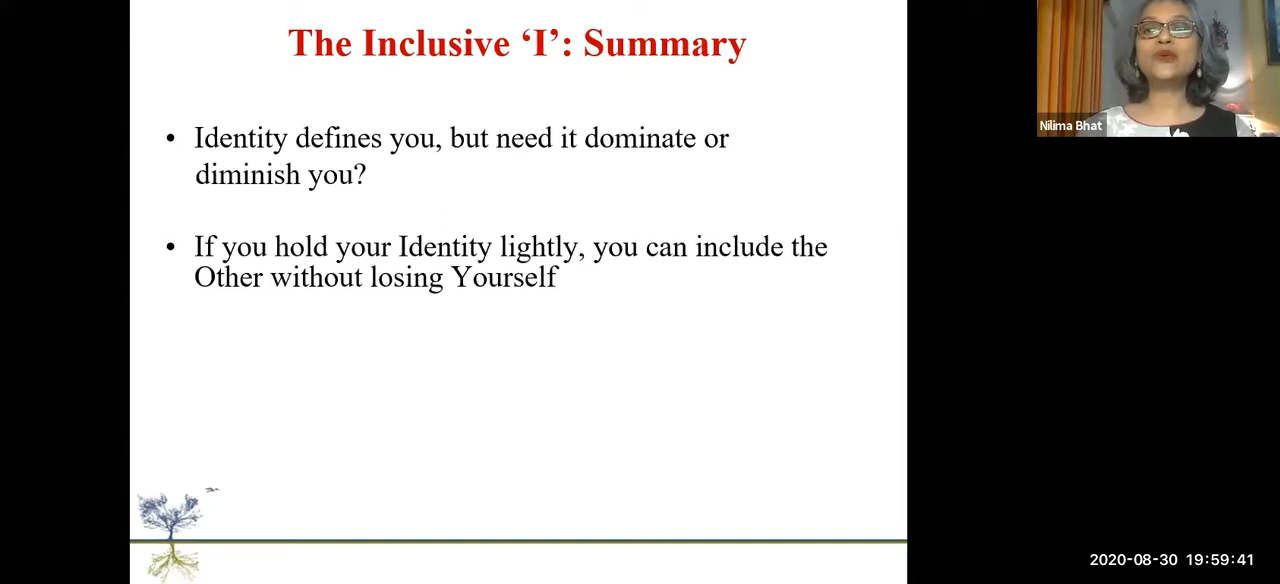 The Inclusive ‘I’: Summary
• Identity defines you, but need it dominate or
diminish you?
• If you hold your Identity lightly, you can include the
Other without losing Yourself
Nilima Bhat
2020-08-30 19:59:41